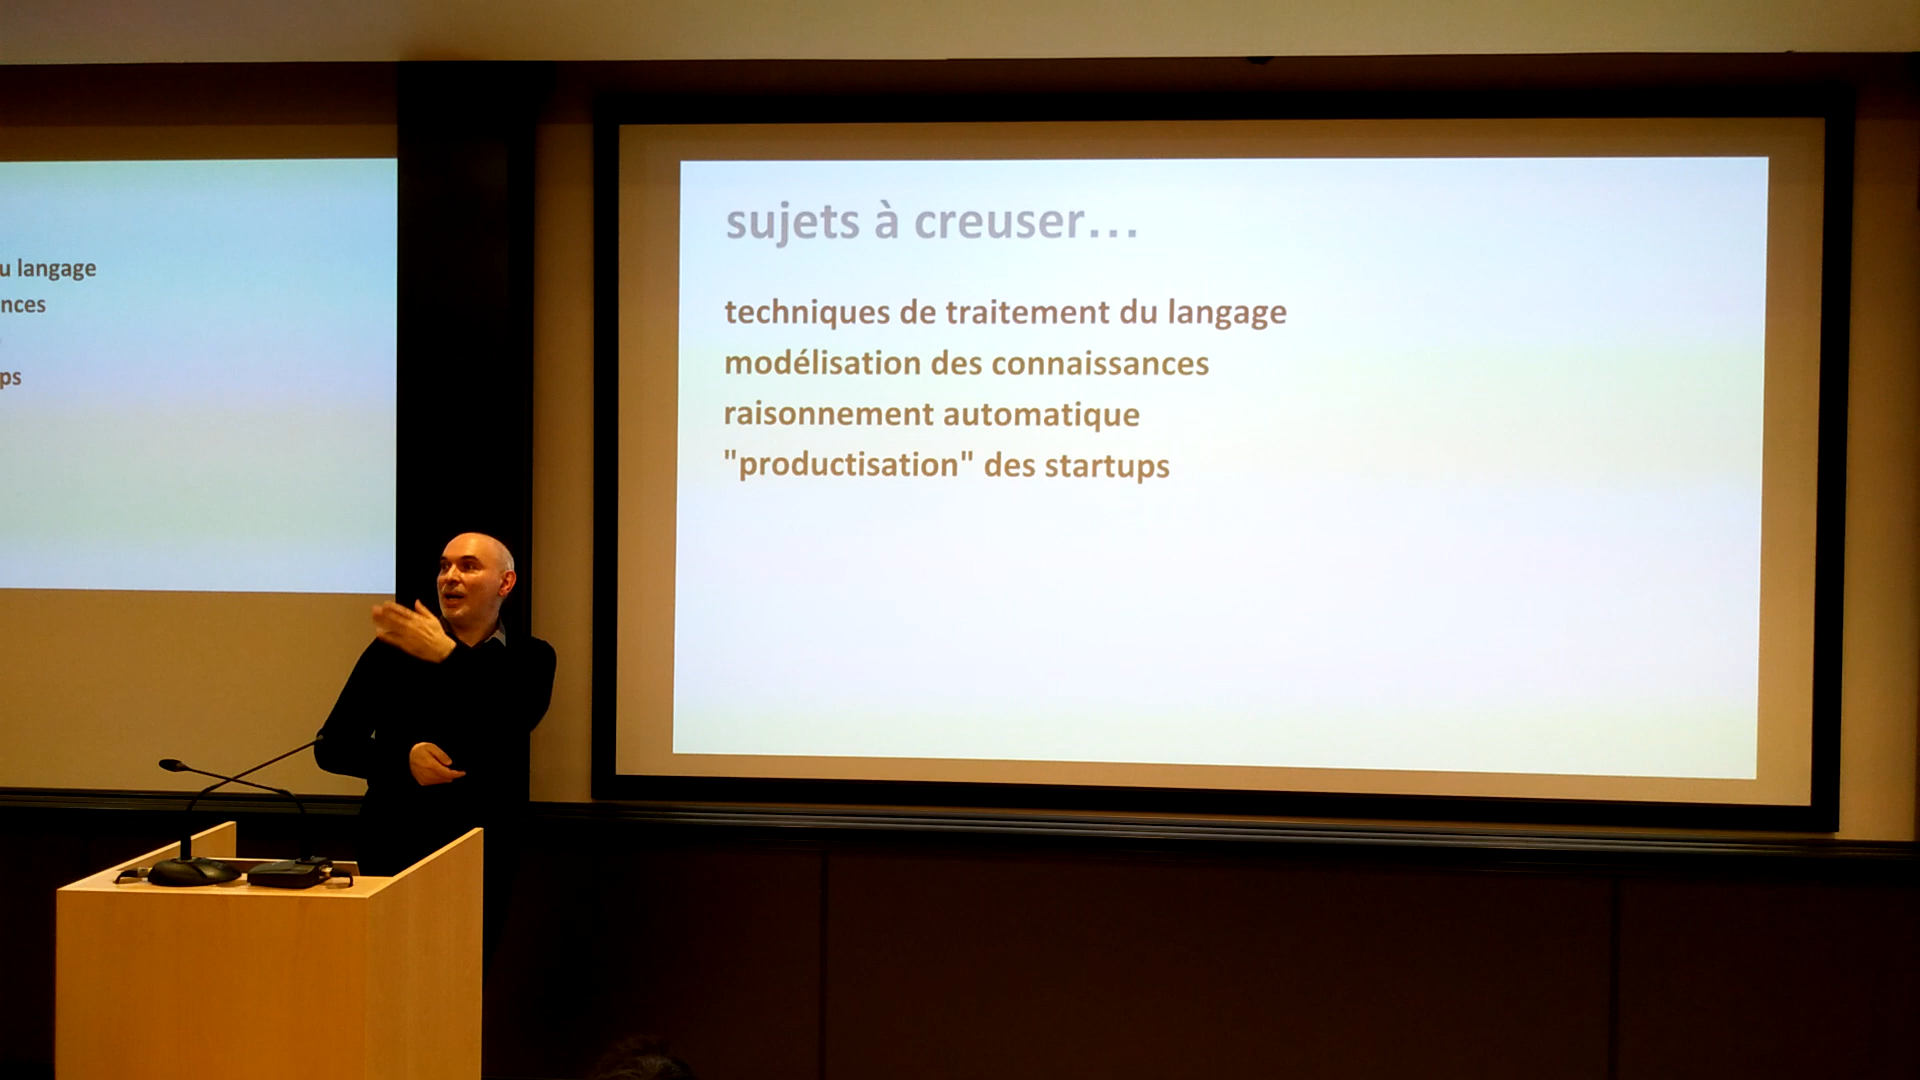 u langage
nces
ps
sujets à creuser...
techniques de traitement du langage
modélisation des connaissances
raisonnement automatique
"productisation" des startups